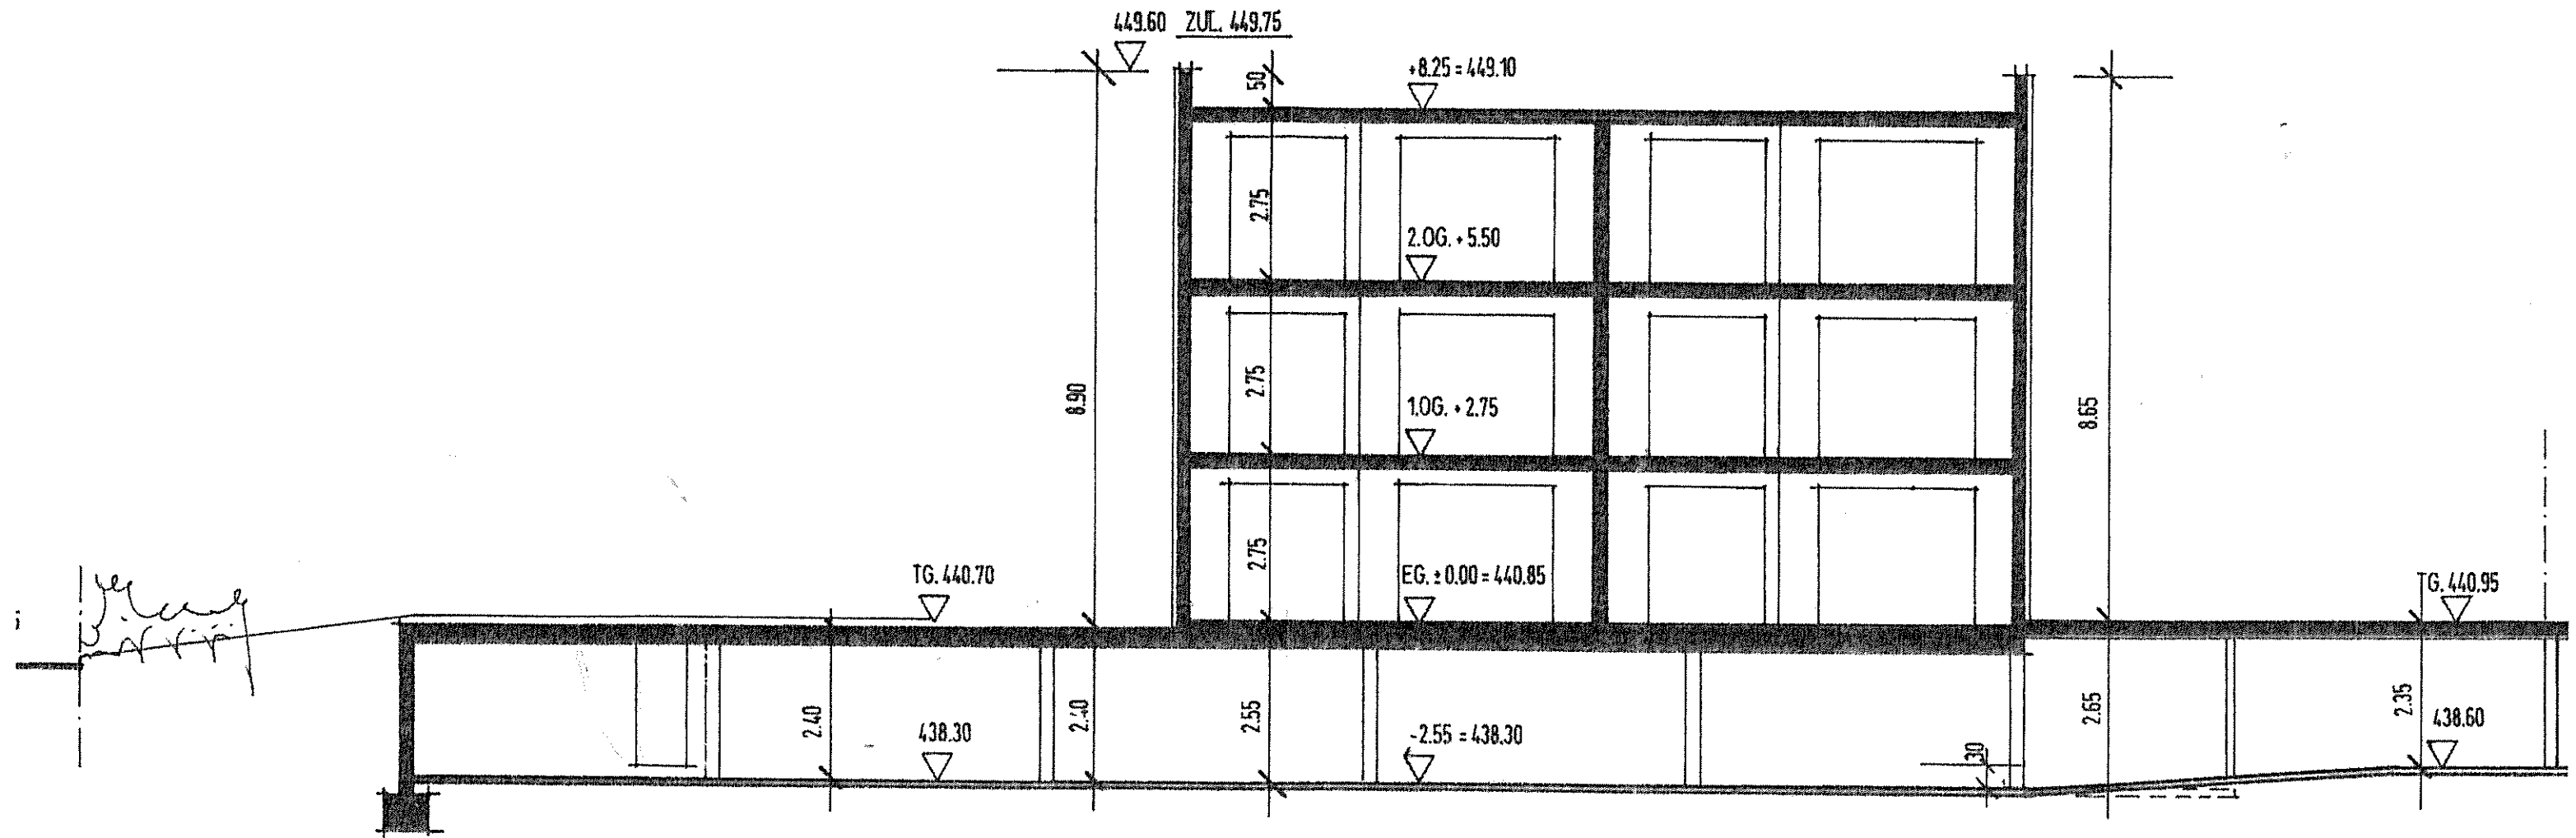 449.60 ZUL. 449.75
+8.25 = 449.10
50
2.75
2.OG. + 5.50
8.90
2.75
1.OG. + 2.75
8.65
2.75
TG. 440.70
EG. ± 0.00 = 440.85
TG. 440.95
2.40
438.30
2.40
2.55
-2.55 = 438.30
30
2.65
2.35
438.60